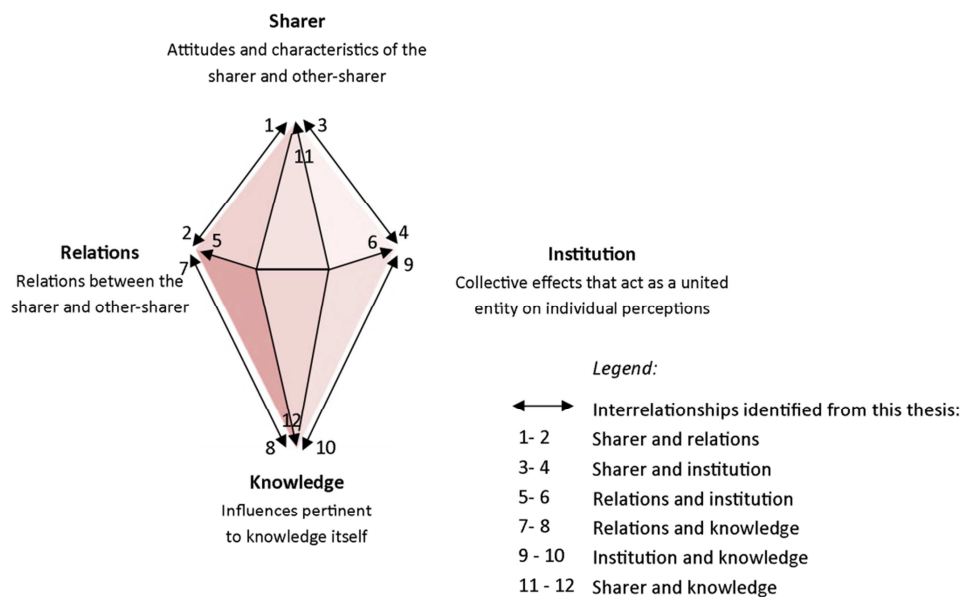 Sharer
Attitudes and characteristics of the
sharer and other-sharer
1
3
11
2
5
6
4
7
9
Relations
Relations between the
sharer and other-sharer
Institution
Collective effects that act as a united
entity on individual perceptions
12
8
10
Knowledge
Influences pertinent
to knowledge itself
Legend:
Interrelationships identified from this thesis:
1- 2 Sharer and relations
3- 4 Sharer and institution
5- 6 Relations and institution
7- 8 Relations and knowledge
9 - 10 Institution and knowledge
11 - 12 Sharer and knowledge